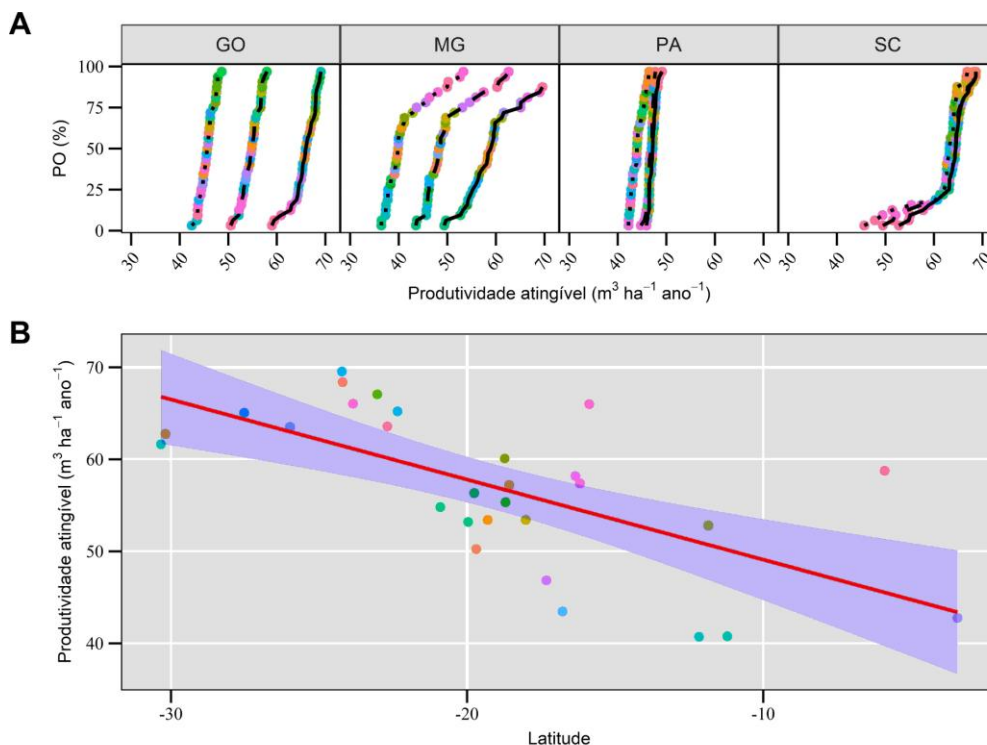 A
GO MG PA SC
100
75
50
25
0
PO (%)
30 40 50 60 70 30 40 50 60 70 30 40 50 60 70 30 40 50 60 70
Produtividade atingível (m³ ha⁻¹ ano⁻¹)
B
70
60
50
40
Produtividade atingível (m³ ha⁻¹ ano⁻¹)
-30 -20 -10
Latitude